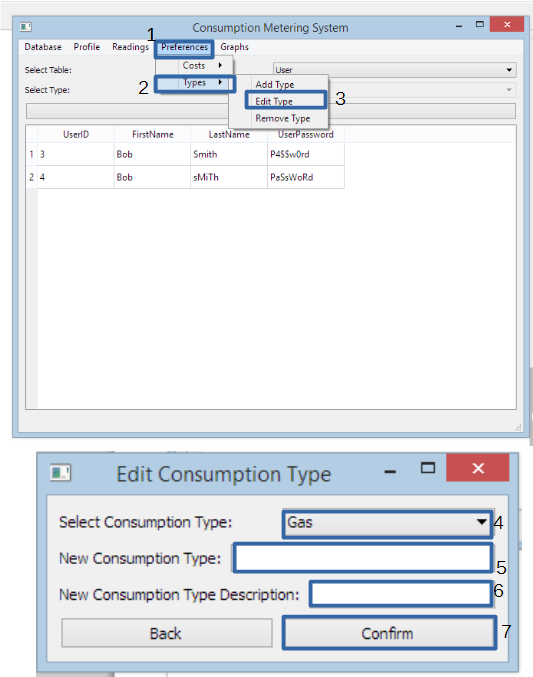 1
Consumption Metering System
Database Profile Readings Preferences Graphs
Select Table: Costs User
2 Types
Select Type: Add Type
Edit Type 3
Remove Type
UserID FirstName LastName UserPassword
1 3 Bob Smith P4$$w0rd
2 4 Bob sMiTh Pa$sWoRd
Edit Consumption Type
Select Consumption Type: Gas 4
New Consumption Type: 5
New Consumption Type Description: 6
Back Confirm 7